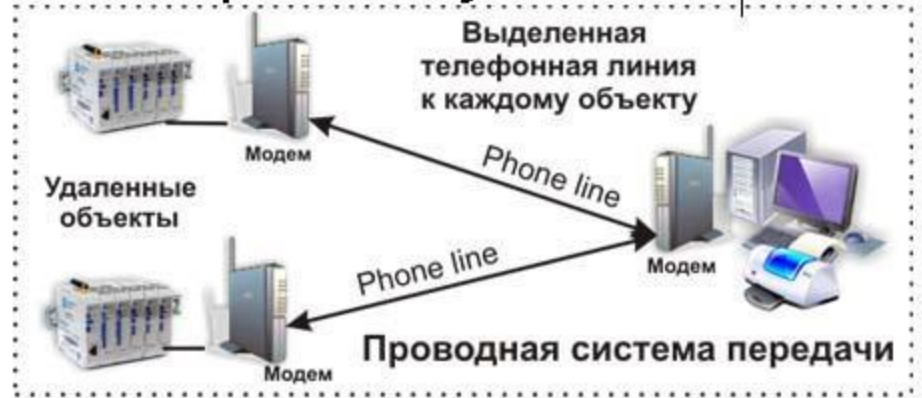 Выделенная
телефонная линия
к каждому объекту
Модем
Phone line
Удаленные
объекты
Модем
Phone line
Проводная система передачи
Модем